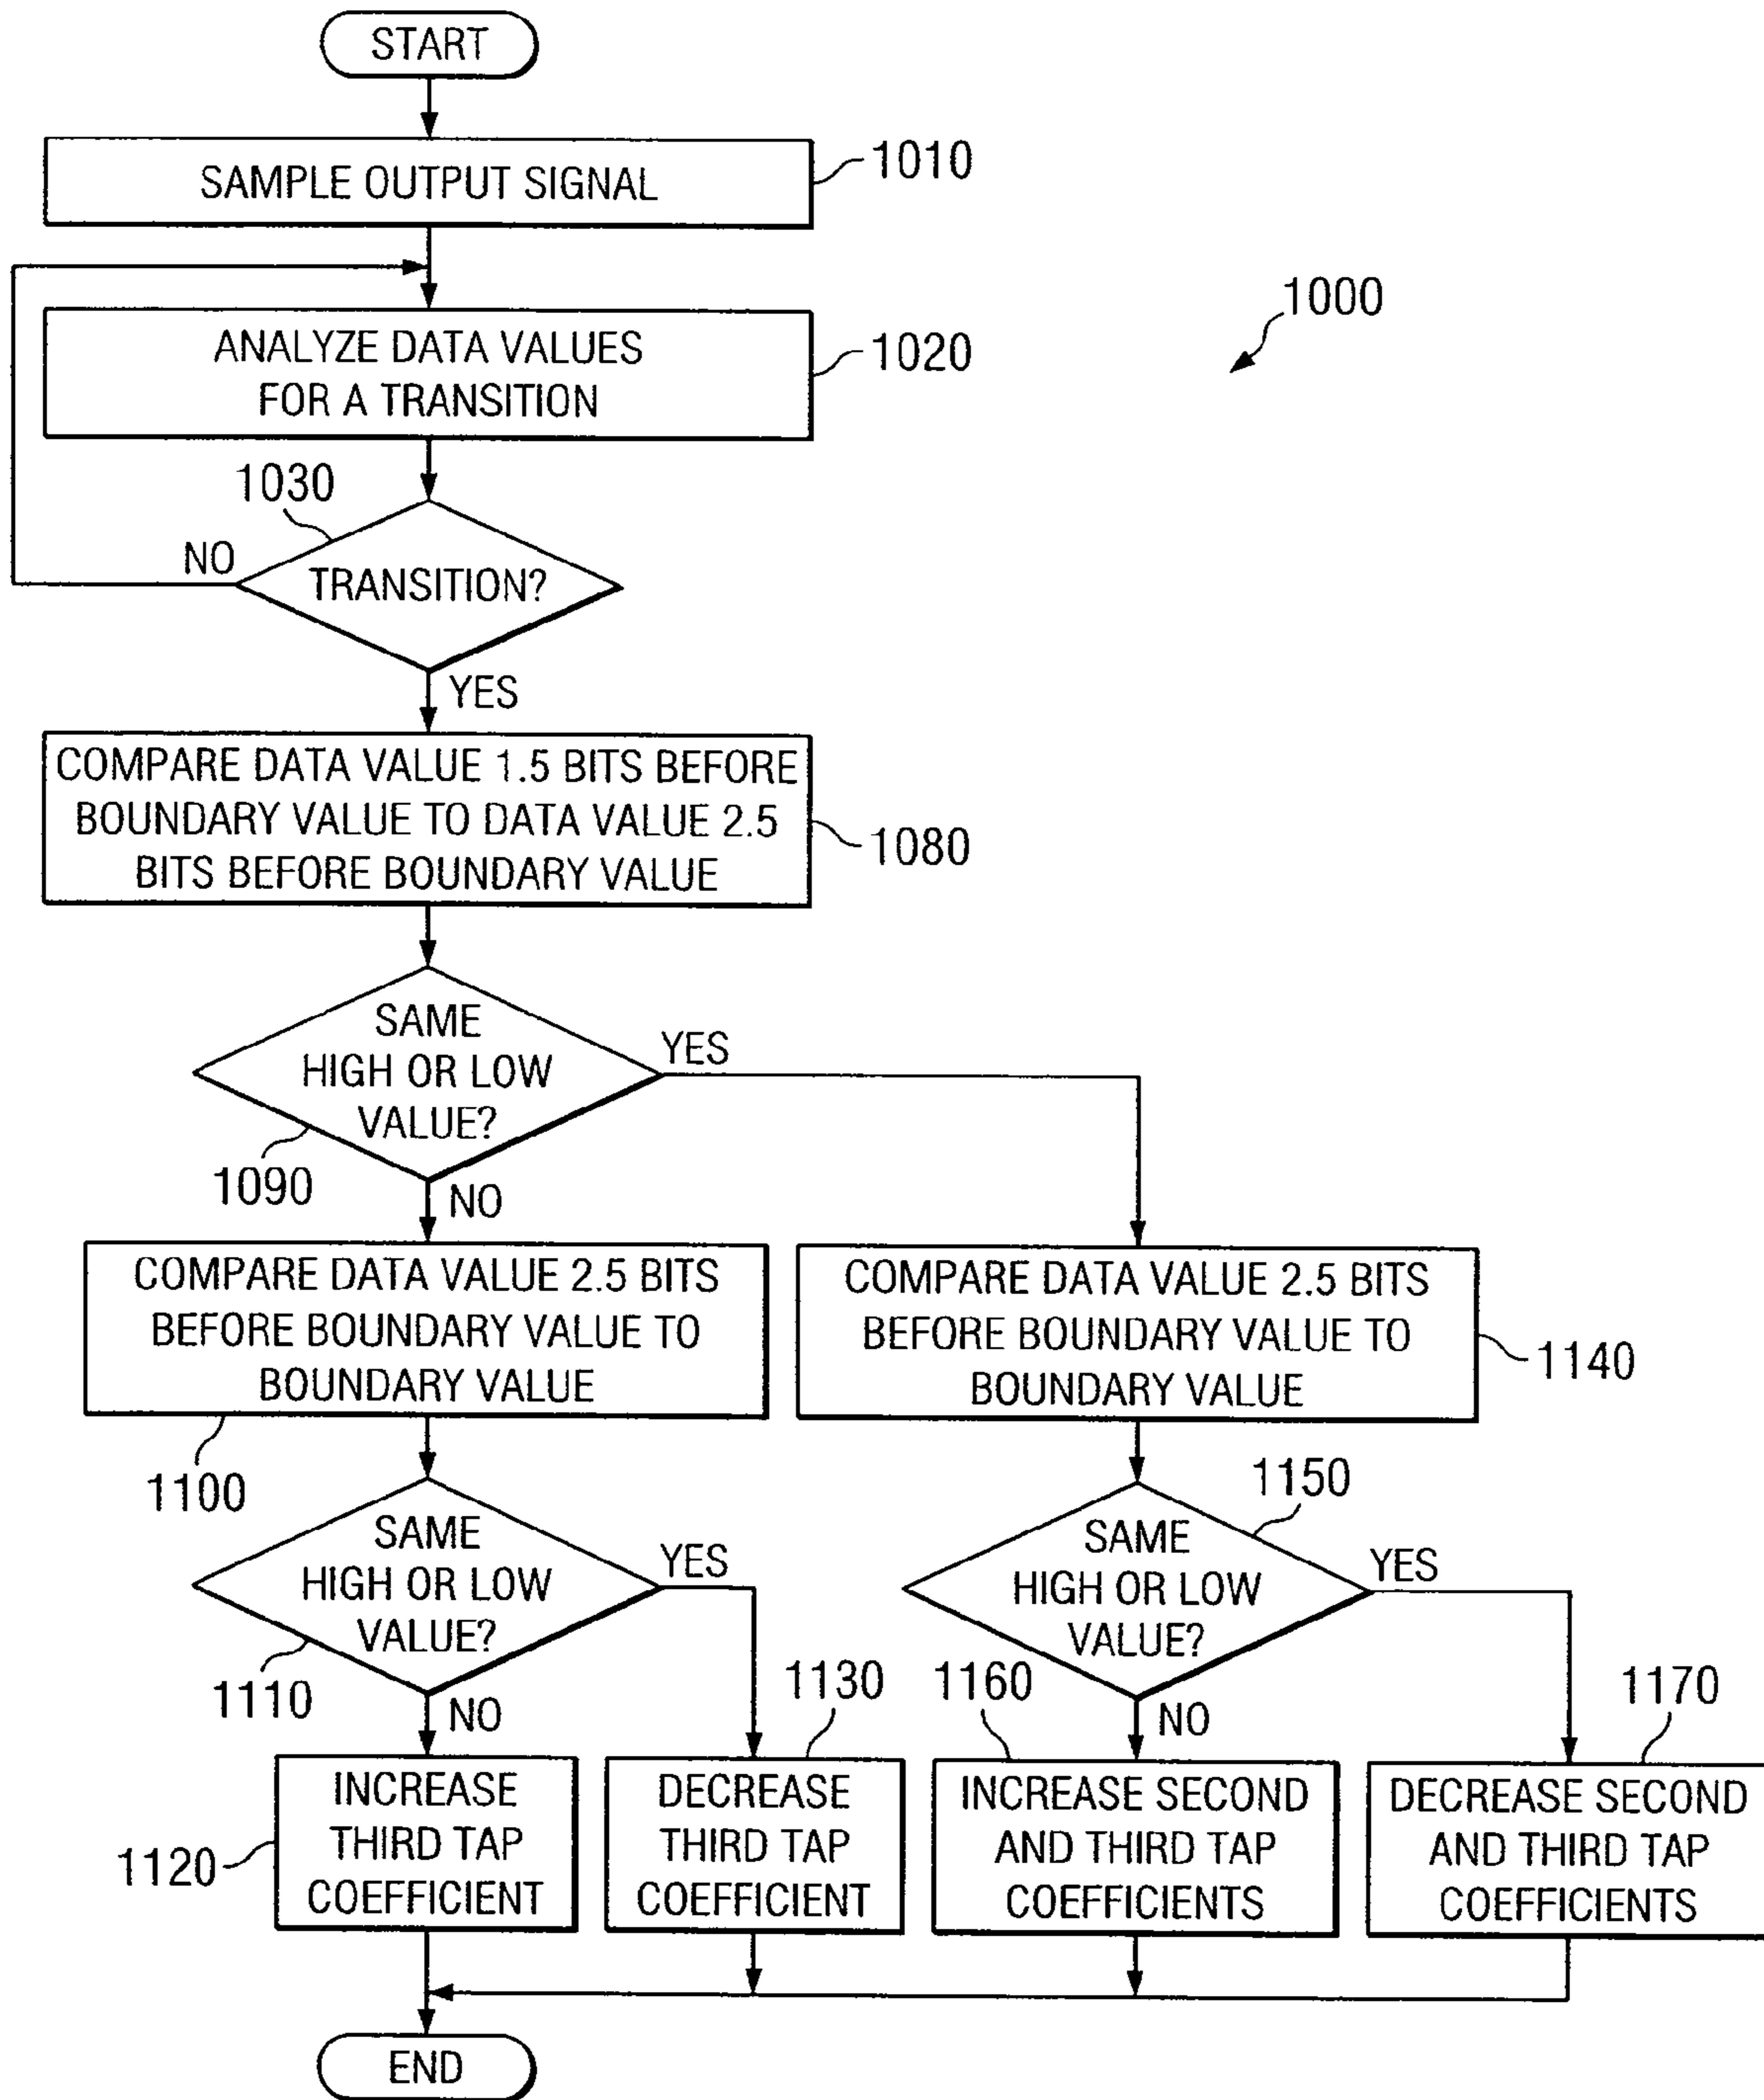 START
SAMPLE OUTPUT SIGNAL
1010
1000
ANALYZE DATA VALUES
FOR A TRANSITION
1020
1030
NO
TRANSITION?
YES
COMPARE DATA VALUE 1.5 BITS BEFORE
BOUNDARY VALUE TO DATA VALUE 2.5
BITS BEFORE BOUNDARY VALUE
1080
SAME
HIGH OR LOW
VALUE?
YES
1090
NO
COMPARE DATA VALUE 2.5 BITS
BEFORE BOUNDARY VALUE TO
BOUNDARY VALUE
1100
COMPARE DATA VALUE 2.5 BITS
BEFORE BOUNDARY VALUE TO
BOUNDARY VALUE
1140
SAME
HIGH OR LOW
VALUE?
YES
1110
NO
1150
SAME
HIGH OR LOW
VALUE?
YES
NO
INCREASE
THIRD TAP
COEFFICIENT
1120
1130
DECREASE
THIRD TAP
COEFFICIENT
1160
INCREASE SECOND
AND THIRD TAP
COEFFICIENTS
1170
DECREASE SECOND
AND THIRD TAP
COEFFICIENTS
END